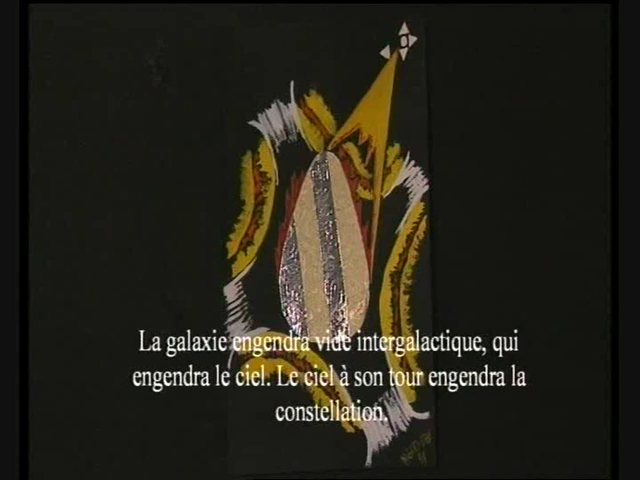 La galaxie engendra vide intergalactique, qui
engendra le ciel. Le ciel à son tour engendra la
constellation.